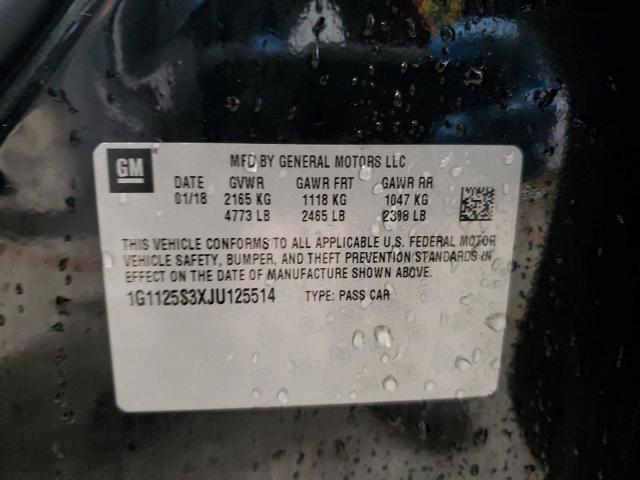 GM
MFD BY GENERAL MOTORS LLC
DATE GVWR GAWR FRT GAWR RR
01/18 2165 KG 1118 KG 1047 KG
4773 LB 2465 LB 2308 LB
THIS VEHICLE CONFORMS TO ALL APPLICABLE U.S. FEDERAL MOTOR
VEHICLE SAFETY, BUMPER, AND THEFT PREVENTION STANDARDS IN
EFFECT ON THE DATE OF MANUFACTURE SHOWN ABOVE.
1G1125S3XJU125514 TYPE: PASS CAR